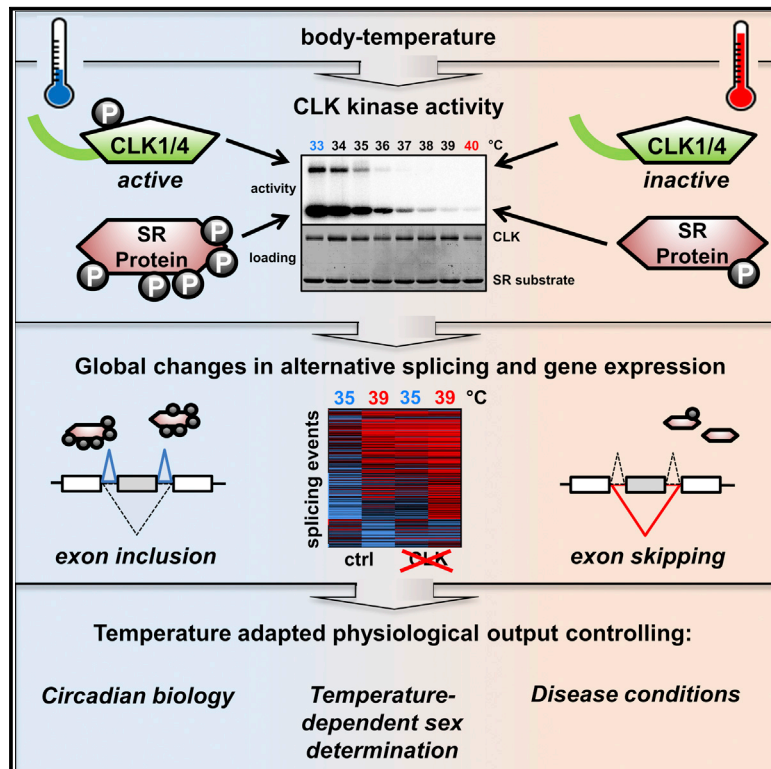 body-temperature
CLK kinase activity
P
CLK1/4
active
33 34 35 36 37 38 39 40 °C
CLK1/4
inactive
activity
P
SR
Protein
P
P
P
P
P
loading
CLK
SR substrate
SR
Protein
P
Global changes in alternative splicing and gene expression
35 39 35 39 °C
splicing events
exon inclusion
ctrl CLK
exon skipping
Temperature adapted physiological output controlling:
Circadian biology
Temperature-
dependent sex
determination
Disease conditions